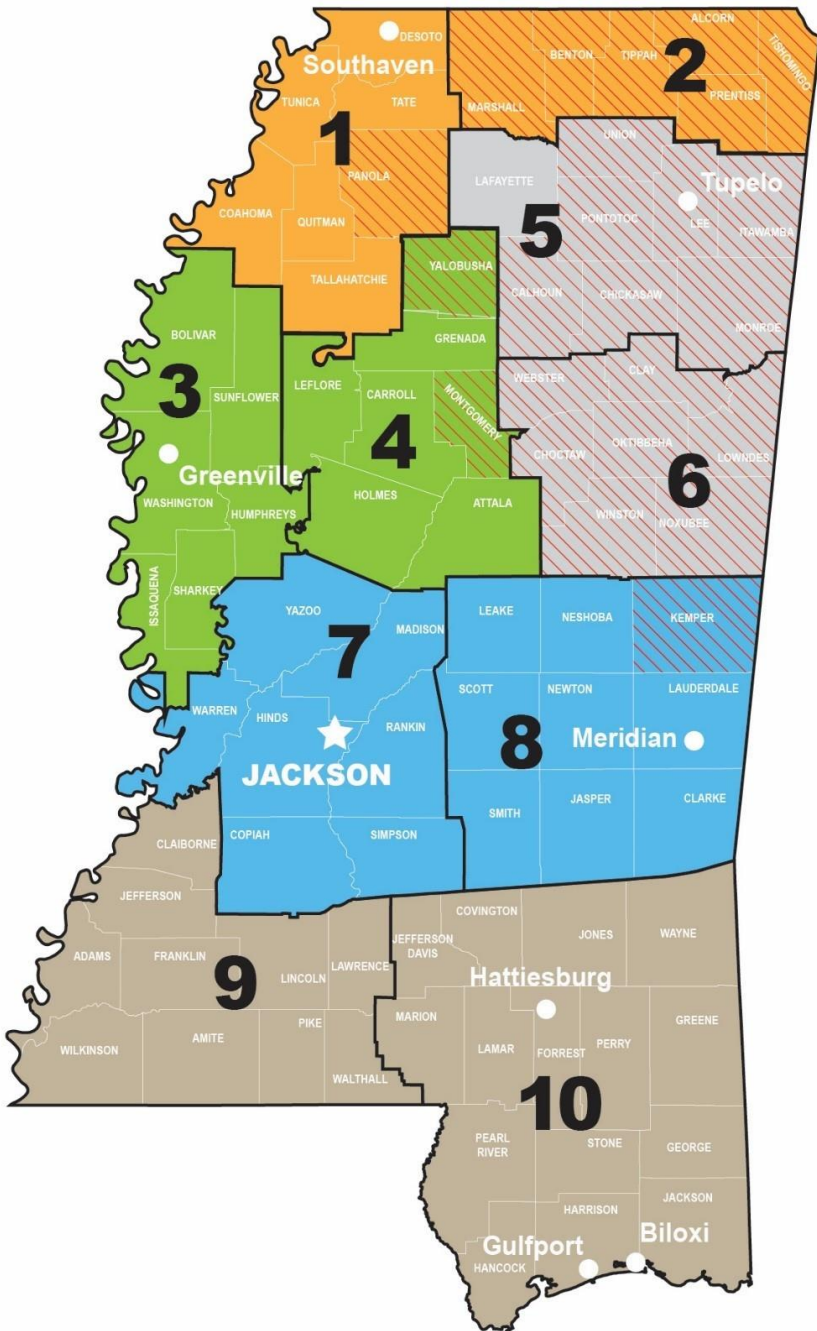 DESOTO
Southaven
TUNICA
TATE
1
PANOLA
COAHOMA
QUITMAN
TALLAHATCHIE
ALCORN
BENTON
TIPPAH
TISHOMINGO
2
MARSHALL
PRENTISS
UNION
LAFAYETTE
Tupelo
5
PONTOTOC
LEE
ITAWAMBA
CALHOUN
CHICKASAW
MONROE
BOLIVAR
3
SUNFLOWER
Greenville
WASHINGTON
HUMPHREYS
SHARKEY
ISSAQUENA
YALOBUSHA
GRENADA
LEFLORE
CARROLL
MONTGOMERY
4
HOLMES
ATTALA
WEBSTER
CLAY
OKTIBBEHA
CHOCTAW
LOWNDES
6
WINSTON
NOXUBEE
YAZOO
7
MADISON
WARREN
HINDS
RANKIN
JACKSON
COPIAH
SIMPSON
LEAKE
NESHOBA
KEMPER
SCOTT
NEWTON
LAUDERDALE
8
Meridian
SMITH
JASPER
CLARKE
CLAIBORNE
JEFFERSON
ADAMS
FRANKLIN
9
LINCOLN
LAWRENCE
WILKINSON
AMITE
PIKE
WALTHALL
COVINGTON
JEFFERSON
DAVIS
JONES
WAYNE
Hattiesburg
MARION
LAMAR
FORREST
PERRY
GREENE
10
PEARL
RIVER
STONE
GEORGE
JACKSON
HARRISON
Gulfport
Biloxi
HANCOCK